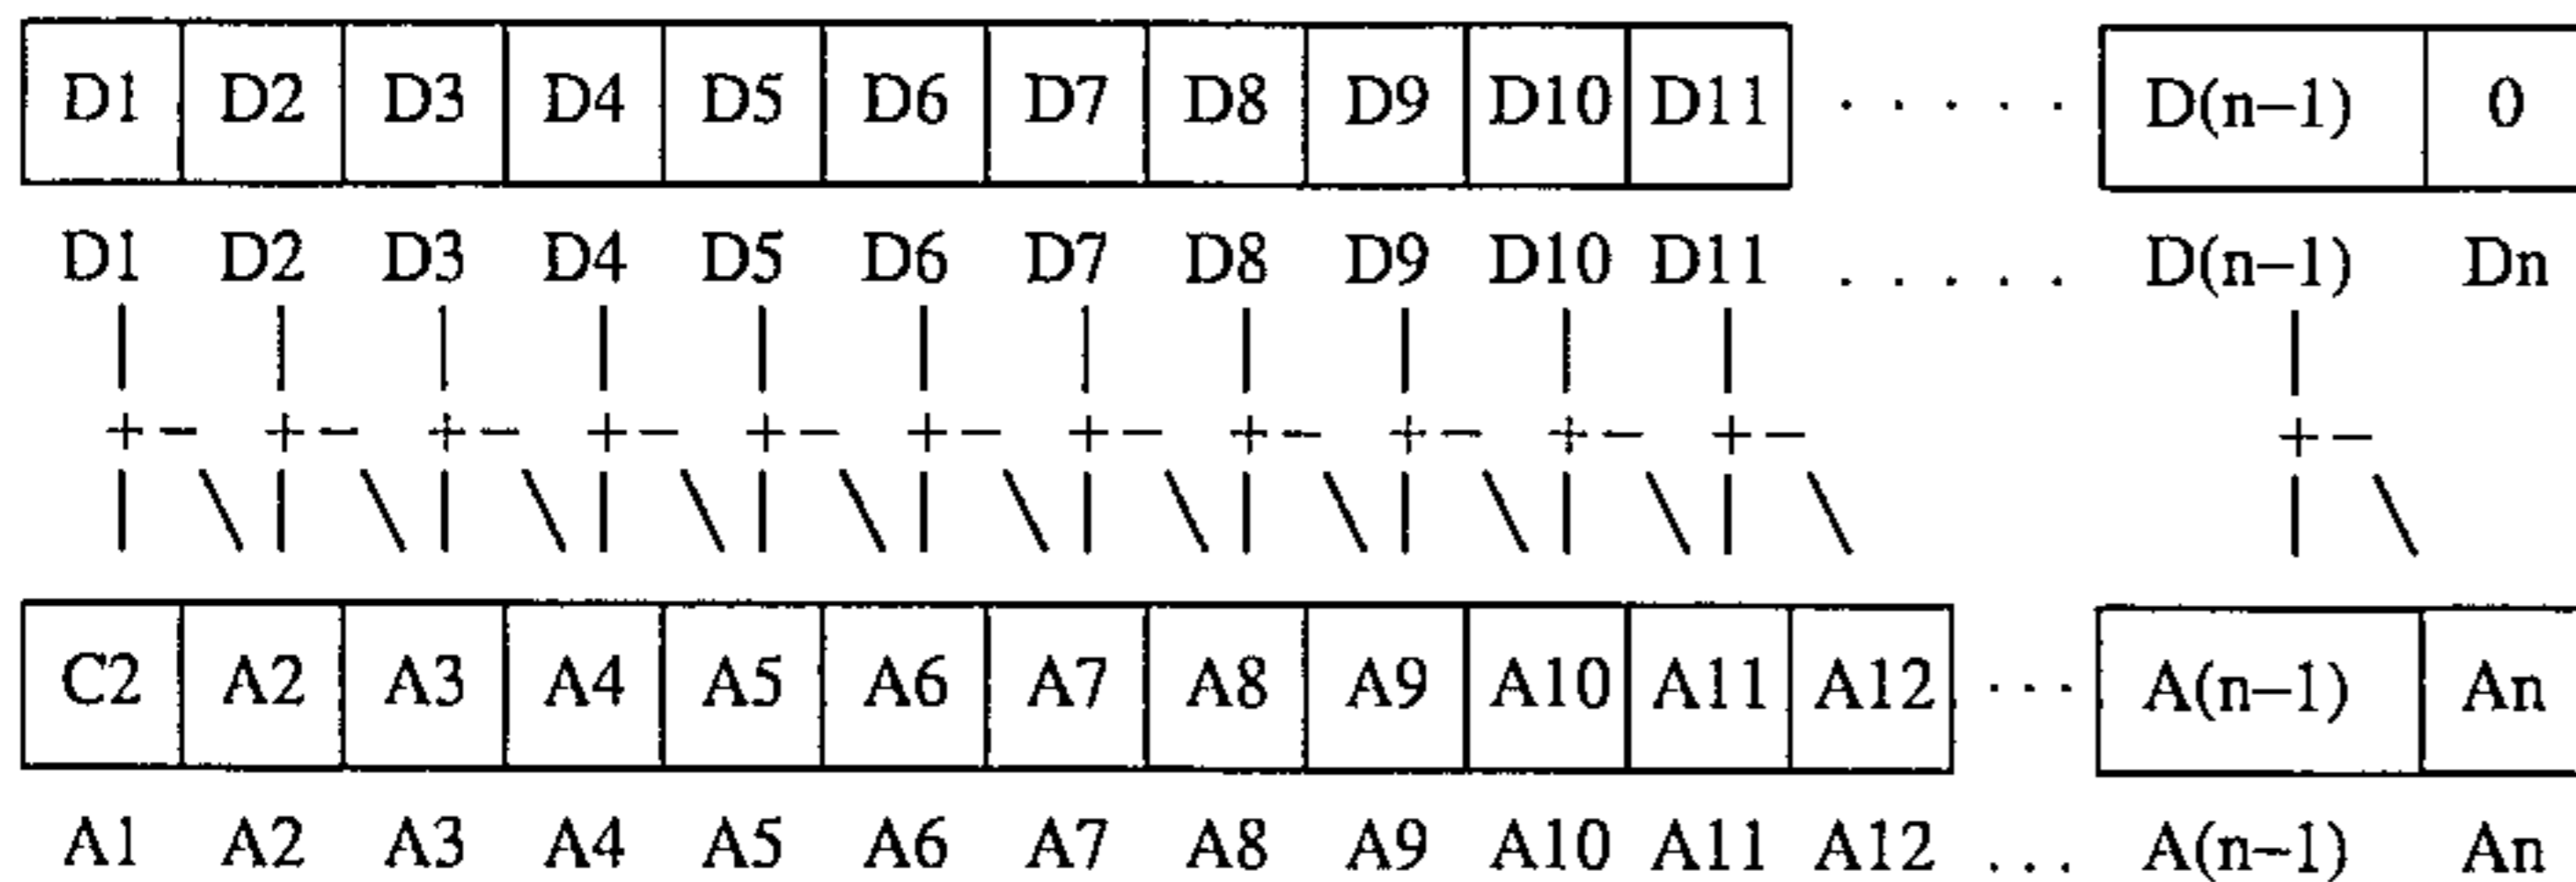 D1 D2 D3 D4 D5 D6 D7 D8 D9 D10 D11 . . . . . D(n–1) 0
D1 D2 D3 D4 D5 D6 D7 D8 D9 D10 D11 . . . . . D(n–1) Dn
+– +– +– +– +– +– +– +– +– +– +– +–
C2 A2 A3 A4 A5 A6 A7 A8 A9 A10 A11 A12 . . . A(n–1) An
A1 A2 A3 A4 A5 A6 A7 A8 A9 A10 A11 A12 . . . A(n–1) An